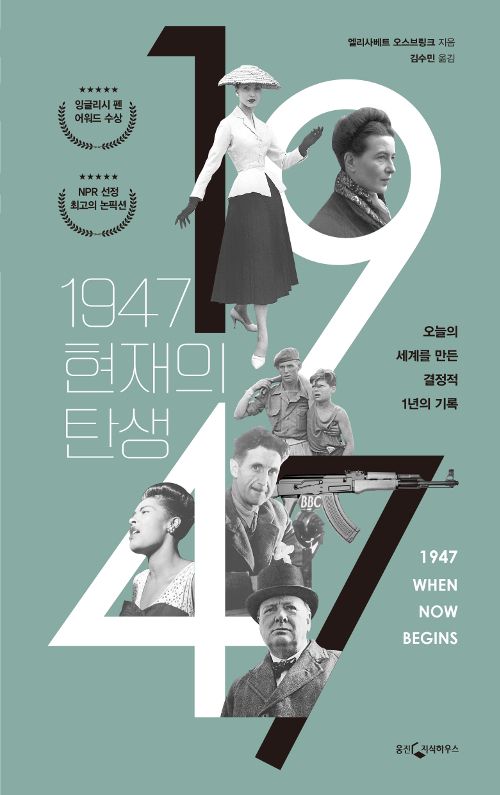 엘리사베트 오스브링크 지음
김수민 옮김
19
★★★★★
잉글리시 펜
어워드 수상
★★★★★
NPR 선정
최고의 논픽션
1947
현재의
탄생
오늘의
세계를 만든
결정적
1년의 기록
47
BBC
1947
WHEN
NOW
BEGINS
웅진 지식하우스